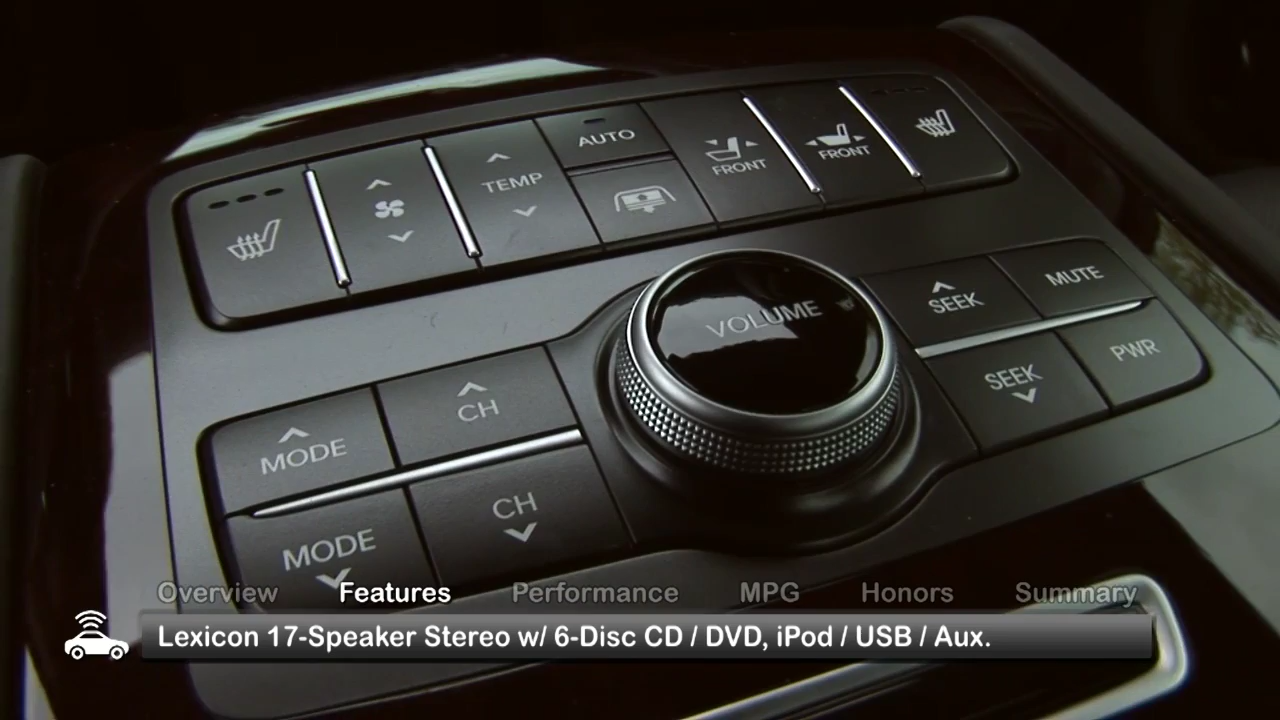 AUTO
TEMP
FRONT
FRONT
VOLUME
SEEK
MUTE
SEEK
PWR
MODE
CH
MODE
CH
Overview Features Performance MPG Honors Summary
Lexicon 17-Speaker Stereo w/ 6-Disc CD / DVD, iPod / USB / Aux.